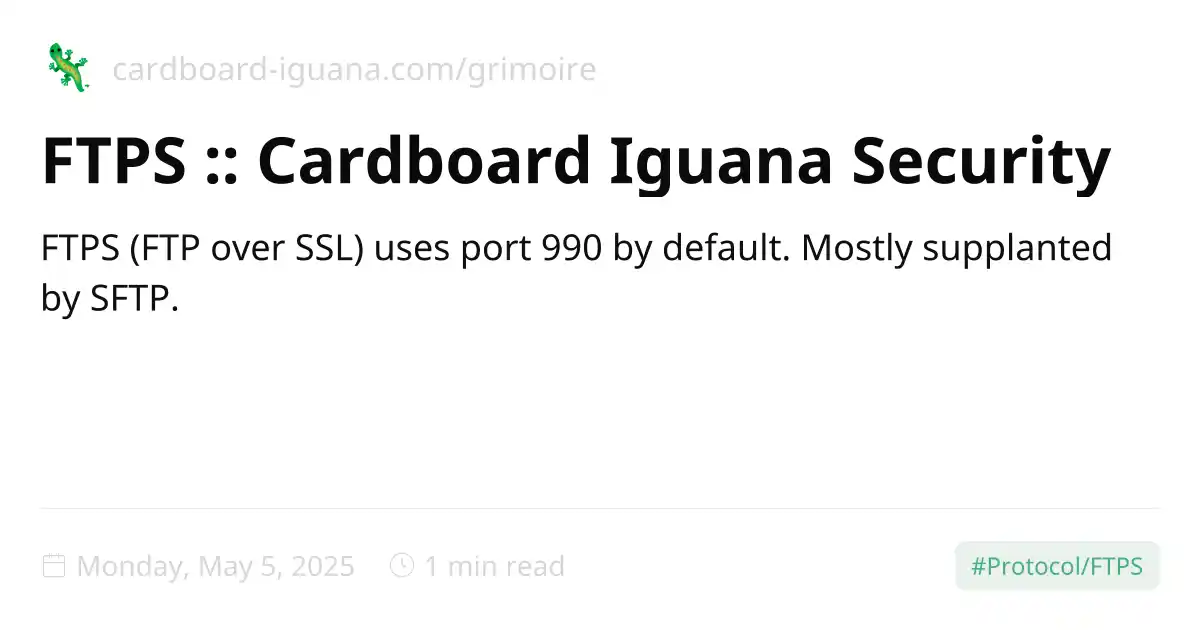 cardboard-iguana.com/grimoire
FTPS :: Cardboard Iguana Security
FTPS (FTP over SSL) uses port 990 by default. Mostly supplanted
by SFTP.
Monday, May 5, 2025 1 min read #Protocol/FTPS